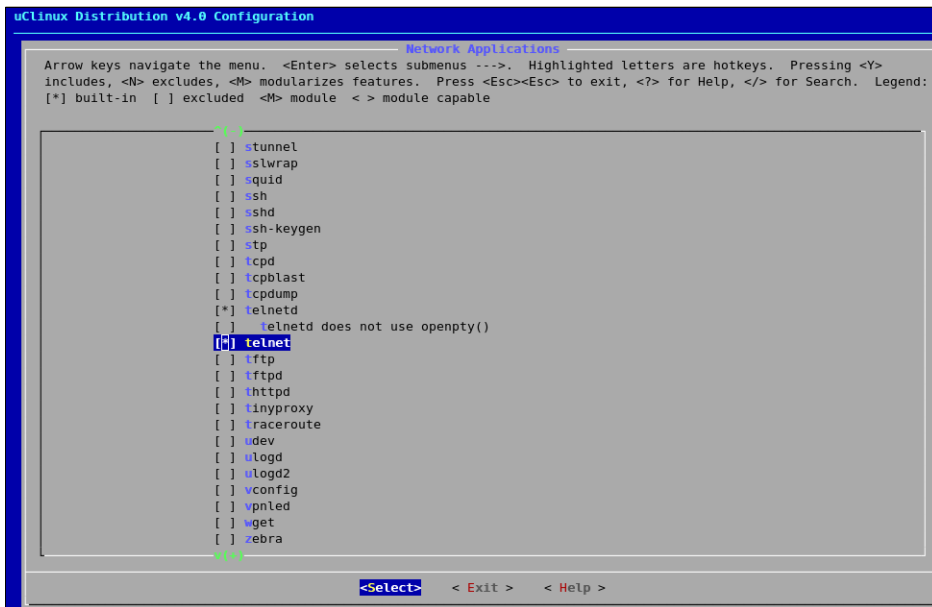 uClinux Distribution v4.0 Configuration
Network Applications
Arrow keys navigate the menu.  <Enter> selects submenus --->.  Highlighted letters are hotkeys.  Pressing <Y>
includes, <N> excludes, <M> modularizes features.  Press <Esc><Esc> to exit, <?> for Help, </> for Search.  Legend:
[*] built-in  [ ] excluded  <M> module  < > module capable
^(-)
[ ] stunnel
[ ] sslwrap
[ ] squid
[ ] ssh
[ ] sshd
[ ] ssh-keygen
[ ] stp
[ ] tcpd
[ ] tcpblast
[ ] tcpdump
[*] telnetd
[ ]   telnetd does not use openpty()
[*] telnet
[ ] tftp
[ ] tftpd
[ ] thttpd
[ ] tinyproxy
[ ] traceroute
[ ] udev
[ ] ulogd
[ ] ulogd2
[ ] vconfig
[ ] vpnled
[ ] wget
[ ] zebra
v(+)
<Select>    < Exit >    < Help >